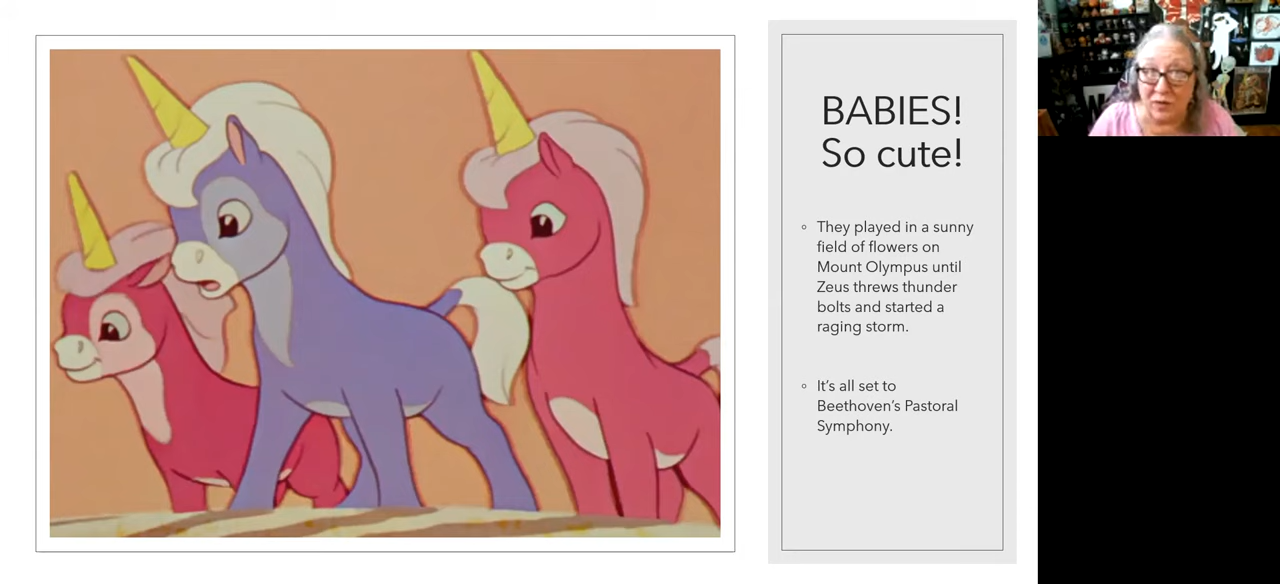 BABIES!
So cute!
They played in a sunny
field of flowers on
Mount Olympus until
Zeus threws thunder
bolts and started a
raging storm.
It’s all set to
Beethoven’s Pastoral
Symphony.